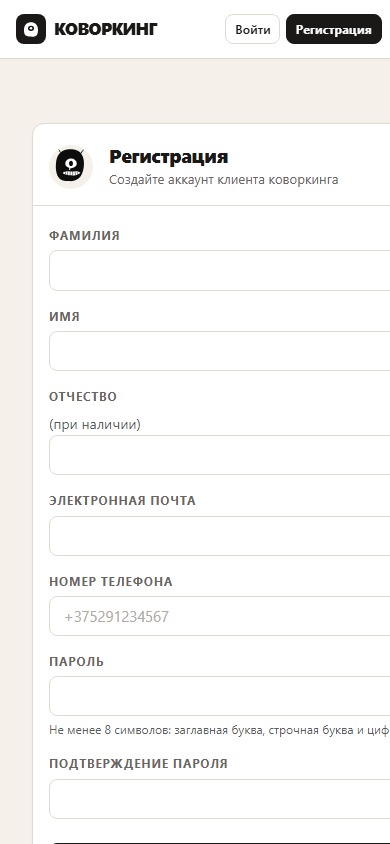 КОВОРКИНГ
Войти
Регистрация
Регистрация
Создайте аккаунт клиента коворкинга
ФАМИЛИЯ
ИМЯ
ОТЧЕСТВО
(при наличии)
ЭЛЕКТРОННАЯ ПОЧТА
НОМЕР ТЕЛЕФОНА
+375291234567
ПАРОЛЬ
Не менее 8 символов: заглавная буква, строчная буква и циф
ПОДТВЕРЖДЕНИЕ ПАРОЛЯ